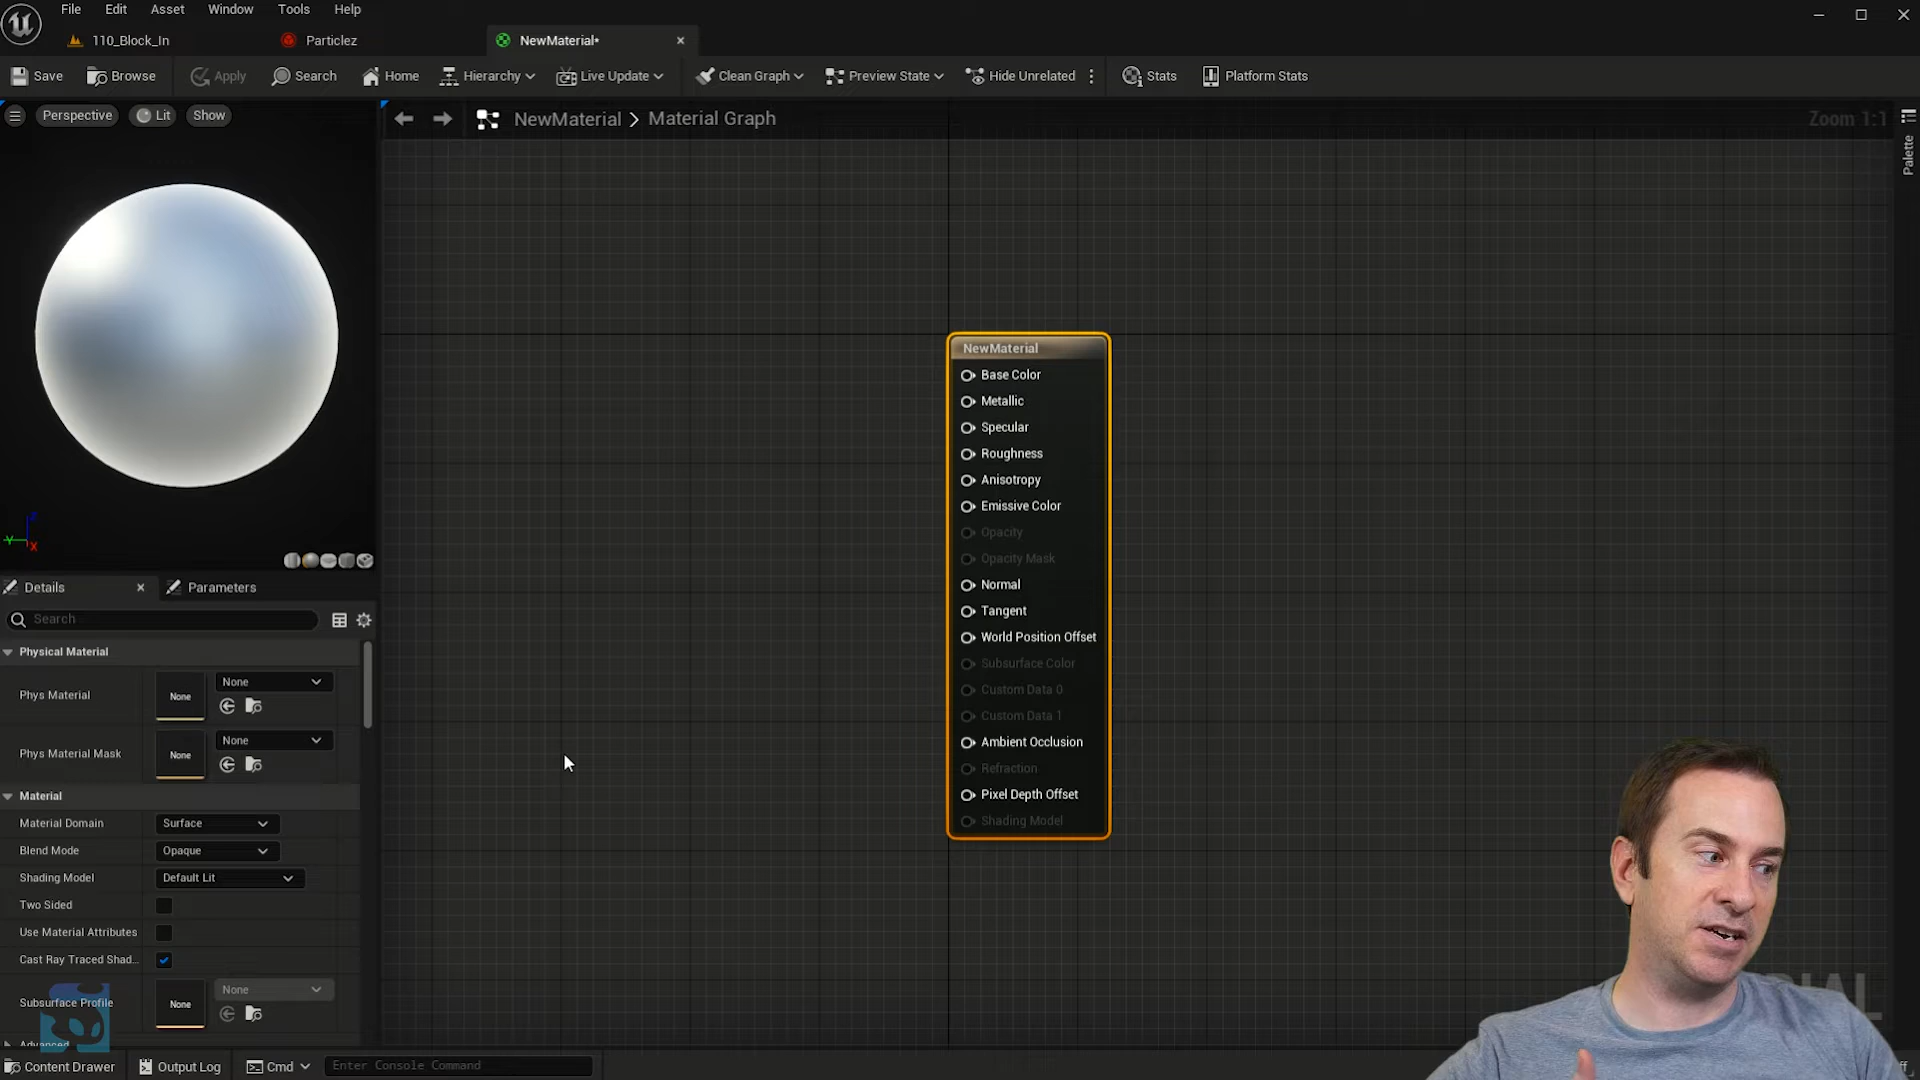 File Edit Asset Window Tools Help
110_Block_In Particlez NewMaterial•
Save Browse Apply Search Home Hierarchy Live Update Clean Graph Preview State Hide Unrelated Stats Platform Stats
Perspective Lit Show
NewMaterial > Material Graph
Zoom 1:1
Palette
NewMaterial
Base Color
Metallic
Specular
Roughness
Anisotropy
Emissive Color
Opacity
Opacity Mask
Normal
Tangent
World Position Offset
Subsurface Color
Custom Data 0
Custom Data 1
Ambient Occlusion
Refraction
Pixel Depth Offset
Shading Model
Z
Y
X
Details Parameters
Search
Physical Material
Phys Material None None
Phys Material Mask None None
Material
Material Domain Surface
Blend Mode Opaque
Shading Model Default Lit
Two Sided
Use Material Attributes
Cast Ray Traced Shad...
Subsurface Profile None None
Advanced
Content Drawer Output Log Cmd Enter Console Command